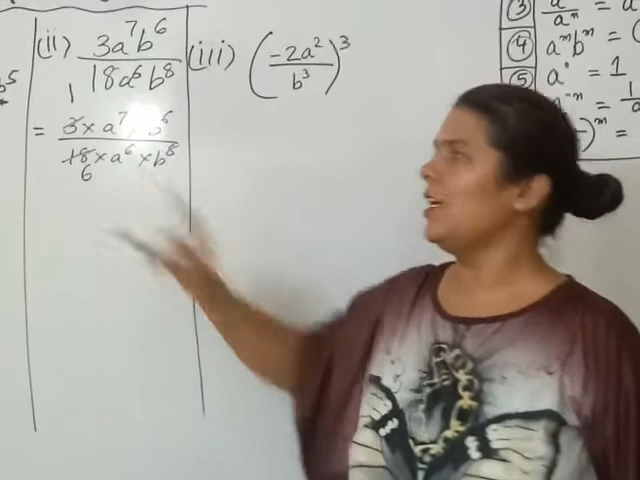 b⁵
(ii) 3a⁷b⁶ / 18a⁶b⁸
1
= 3 × a⁷ b⁶ / 18 × a⁶ × b⁸
6
(iii) (-2a² / b³)³
③ / aⁿ = a
④ aᵐbᵐ = (
⑤ a⁰ = 1
a⁻ⁿ = 1/a
)ᵐ =